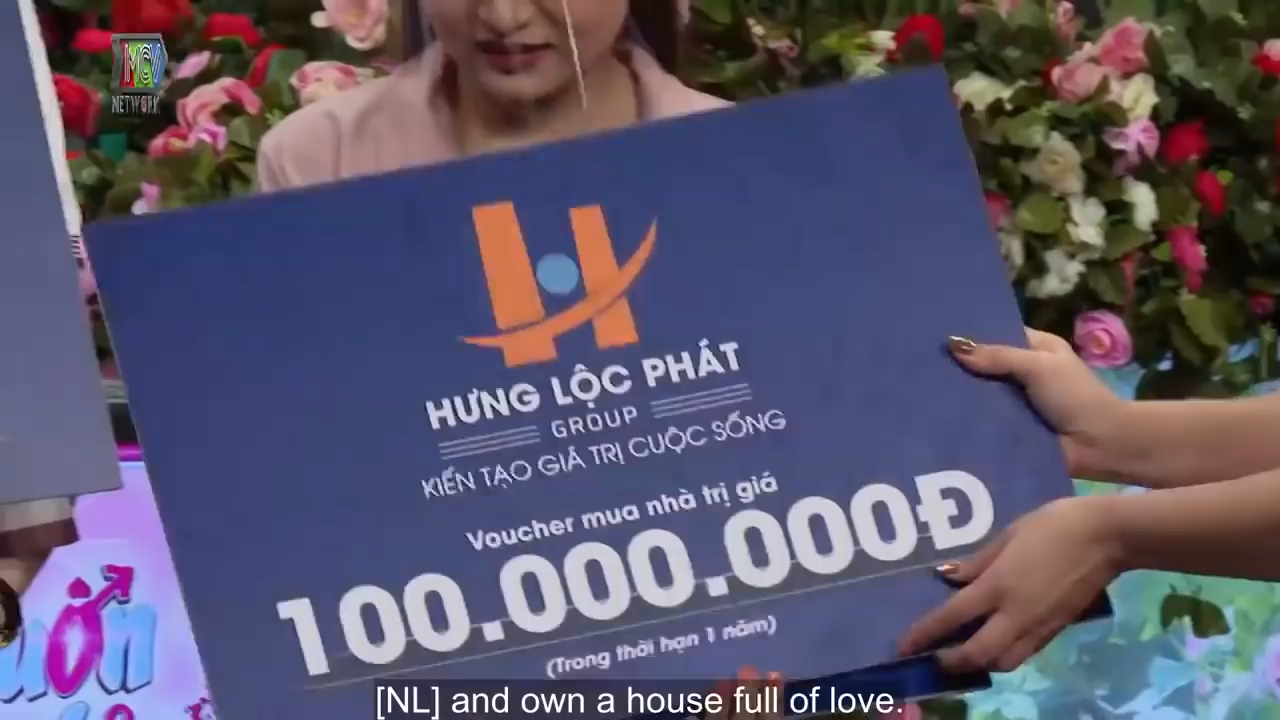 MCV
NETWORK
HƯNG LỘC PHÁT
GROUP
KIẾN TẠO GIÁ TRỊ CUỘC SỐNG
Voucher mua nhà trị giá
100.000.000Đ
(Trong thời hạn 1 năm)
[NL] and own a house full of love.